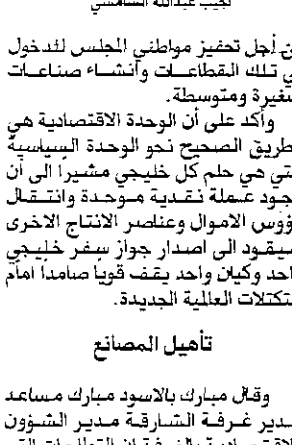 نجيب عبدالله الشامسي
من أجل تحفيز مواطني المجلس للدخول
في تلك القطاعات وانشاء صناعات
صغيرة ومتوسطة.
وأكد على أن الوحدة الاقتصادية هي
الطريق الصحيح نحو الوحدة السياسية
التي هي حلم كل خليجي مشيرا الى أن
وجود عملة نقدية موحدة وانتقال
رؤوس الاموال وعناصر الانتاج الاخرى
سيقود الى اصدار جواز سفر خليجي
واحد وكيان واحد يقف قويا صامدا امام
التكتلات العالمية الجديدة.
تأهيل المصانع
وقال مبارك بالاسود مبارك مساعد
مدير غرفة الشارقة مدير الشؤون